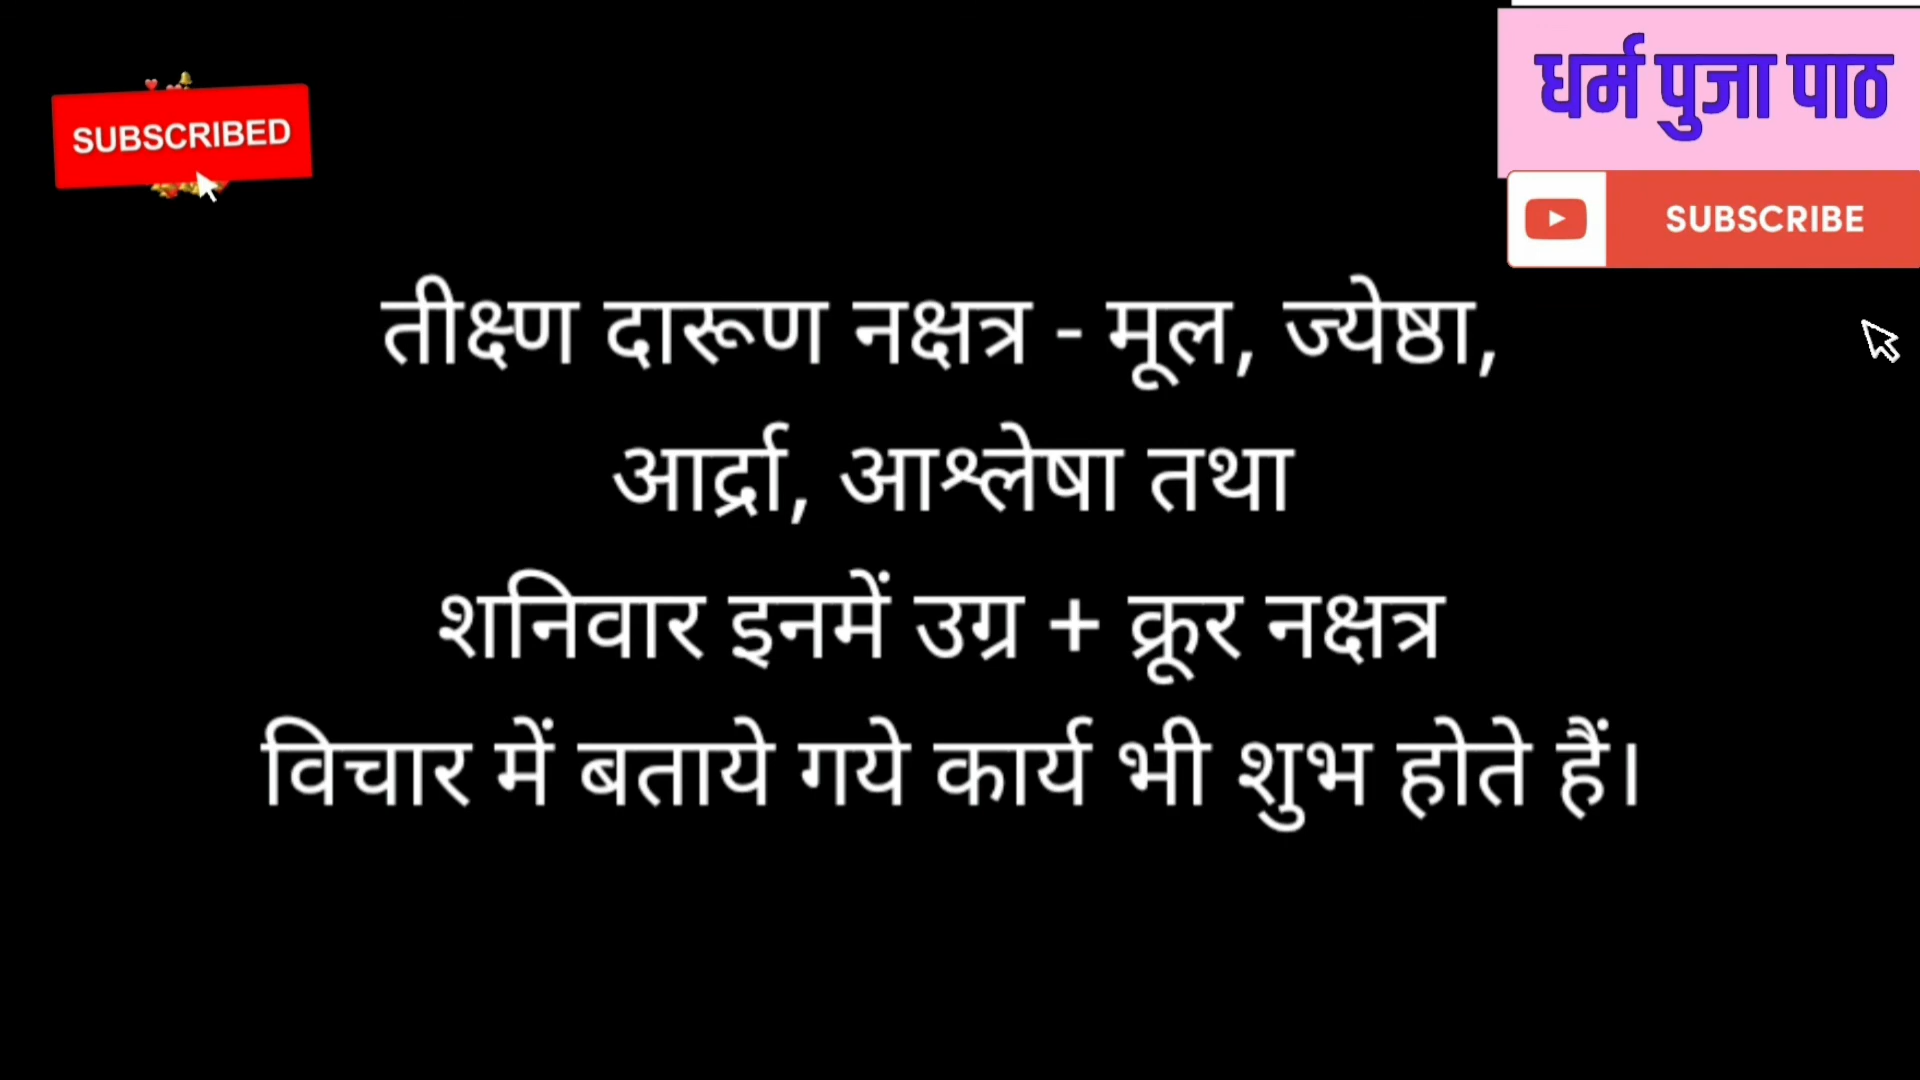 SUBSCRIBED
धर्म पुजा पाठ
SUBSCRIBE
तीक्ष्ण दारूण नक्षत्र - मूल, ज्येष्ठा,
आर्द्रा, आश्लेषा तथा
शनिवार इनमें उग्र + क्रूर नक्षत्र
विचार में बताये गये कार्य भी शुभ होते हैं।